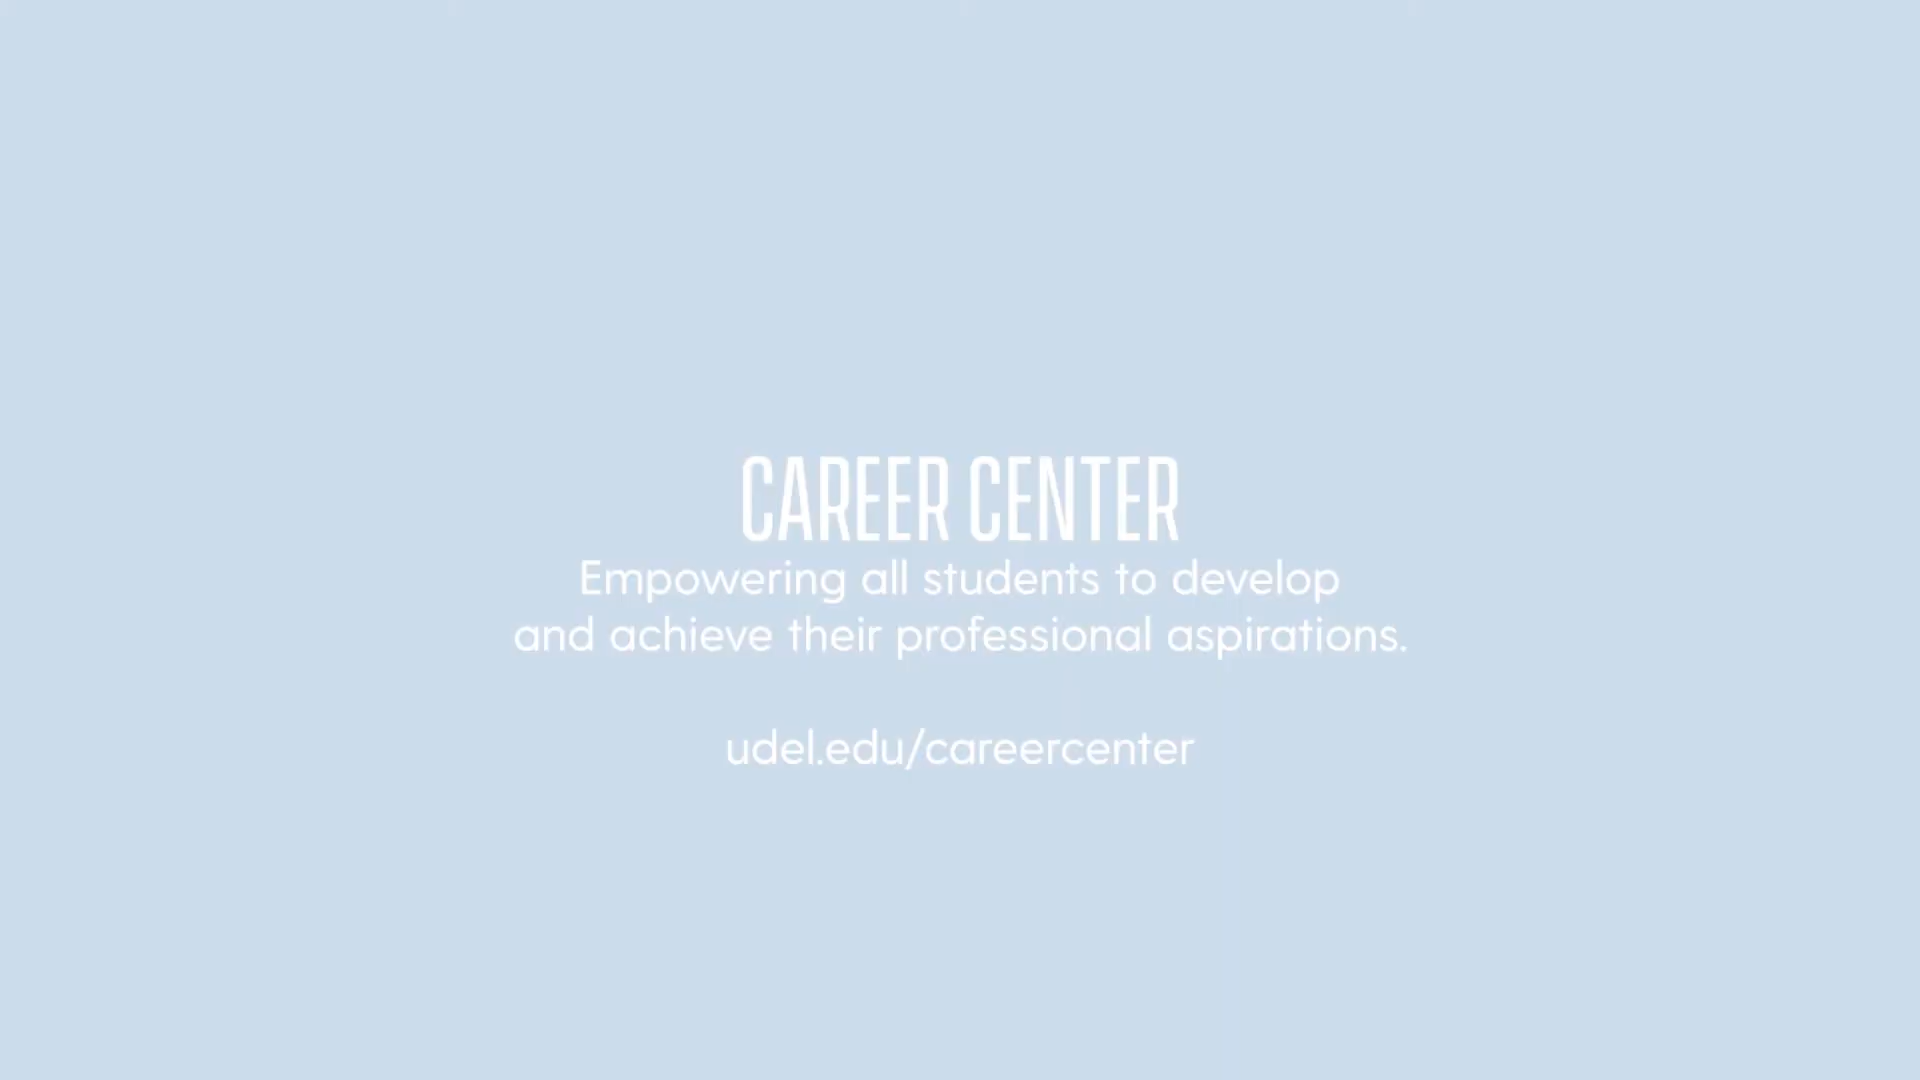 CAREER CENTER
Empowering all students to develop
and achieve their professional aspirations.
udel.edu/careercenter